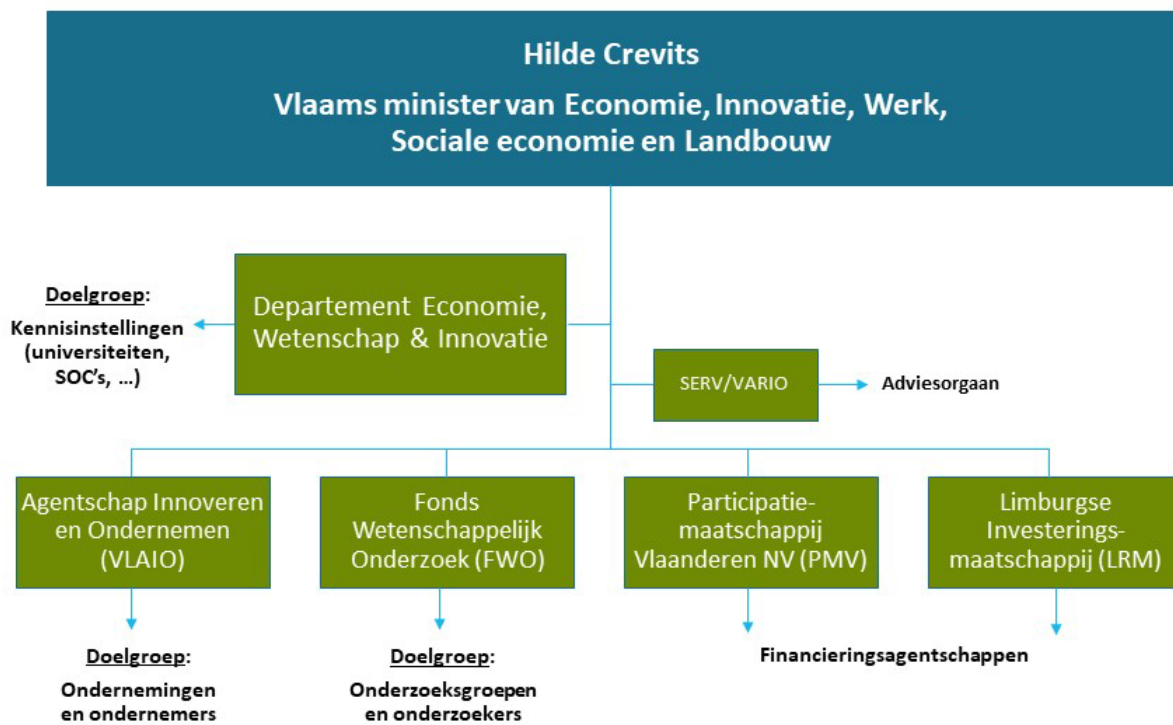 Hilde Crevits
Vlaams minister van Economie, Innovatie, Werk,
Sociale economie en Landbouw
Doelgroep:
Kennisinstellingen
(universiteiten,
SOC's, ...)
Departement Economie,
Wetenschap & Innovatie
SERV/VARIO
Adviesorgaan
Agentschap Innoveren
en Ondernemen
(VLAIO)
Fonds
Wetenschappelijk
Onderzoek (FWO)
Participatie-
maatschappij
Vlaanderen NV (PMV)
Limburgse
Investerings-
maatschappij (LRM)
Doelgroep:
Ondernemingen
en ondernemers
Doelgroep:
Onderzoeksgroepen
en onderzoekers
Financieringsagentschappen